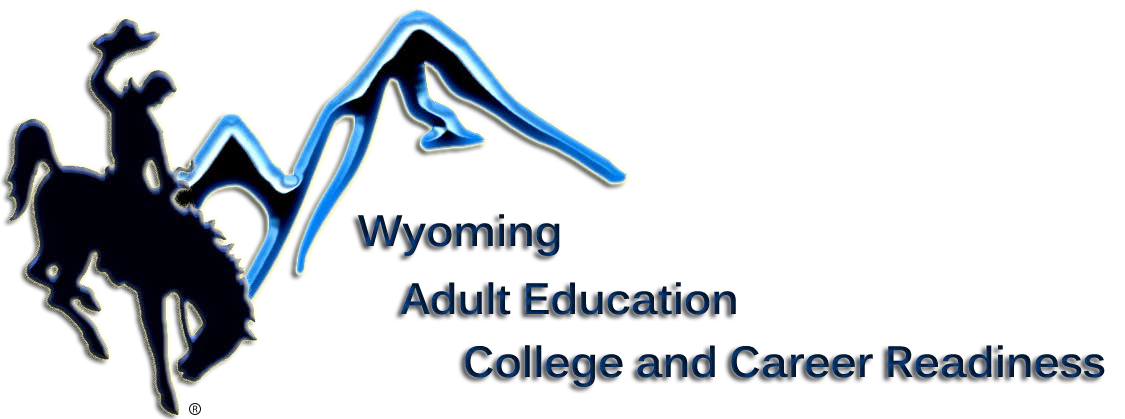 Wyoming
Adult Education
College and Career Readiness
®